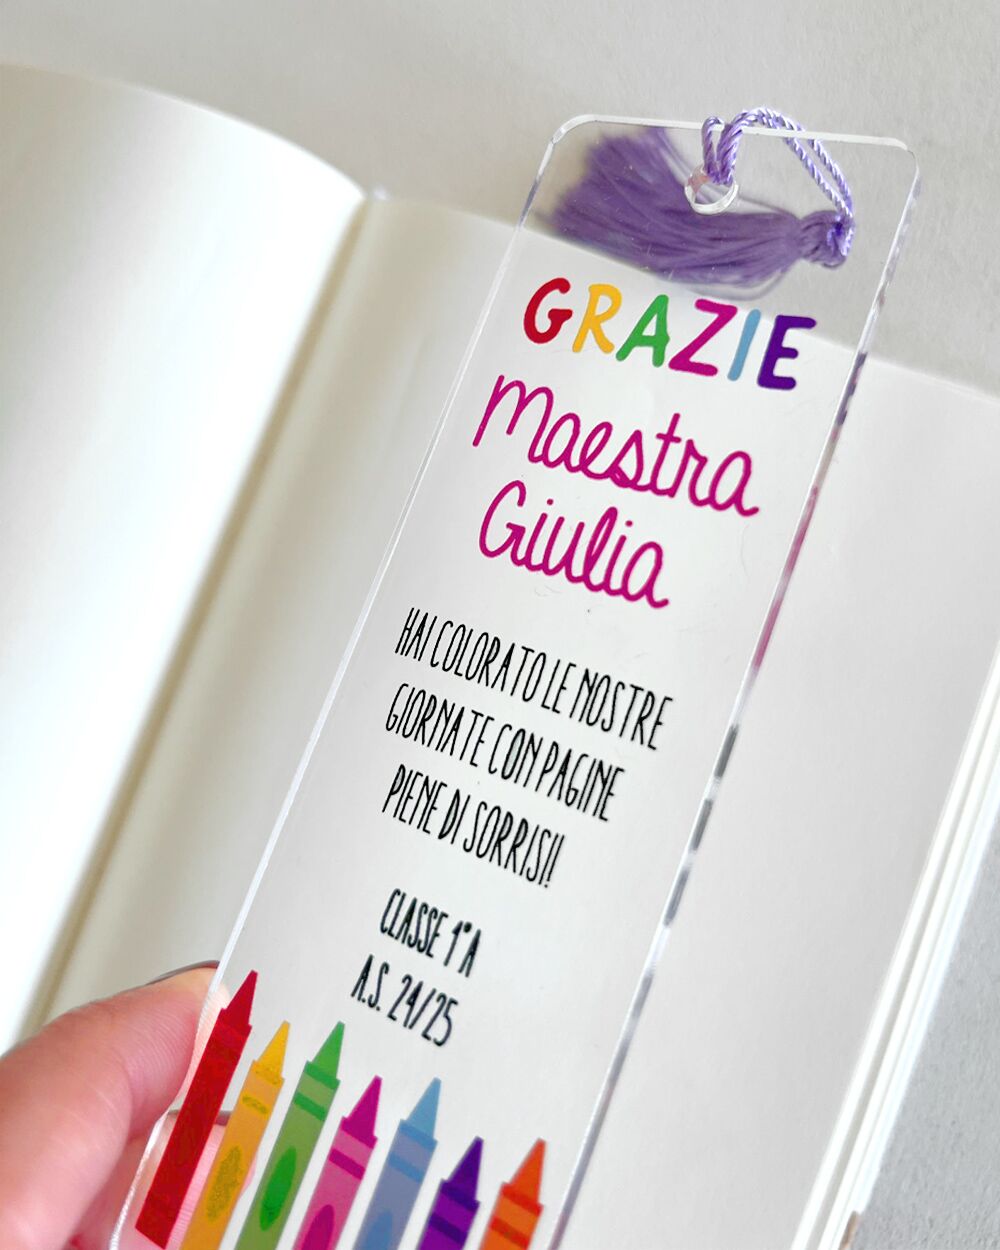 GRAZIE
Maestra
Giulia
HAI COLORATO LE NOSTRE
GIORNATE CON PAGINE
PIENE DI SORRISI!
CLASSE 1°A
A.S. 24/25